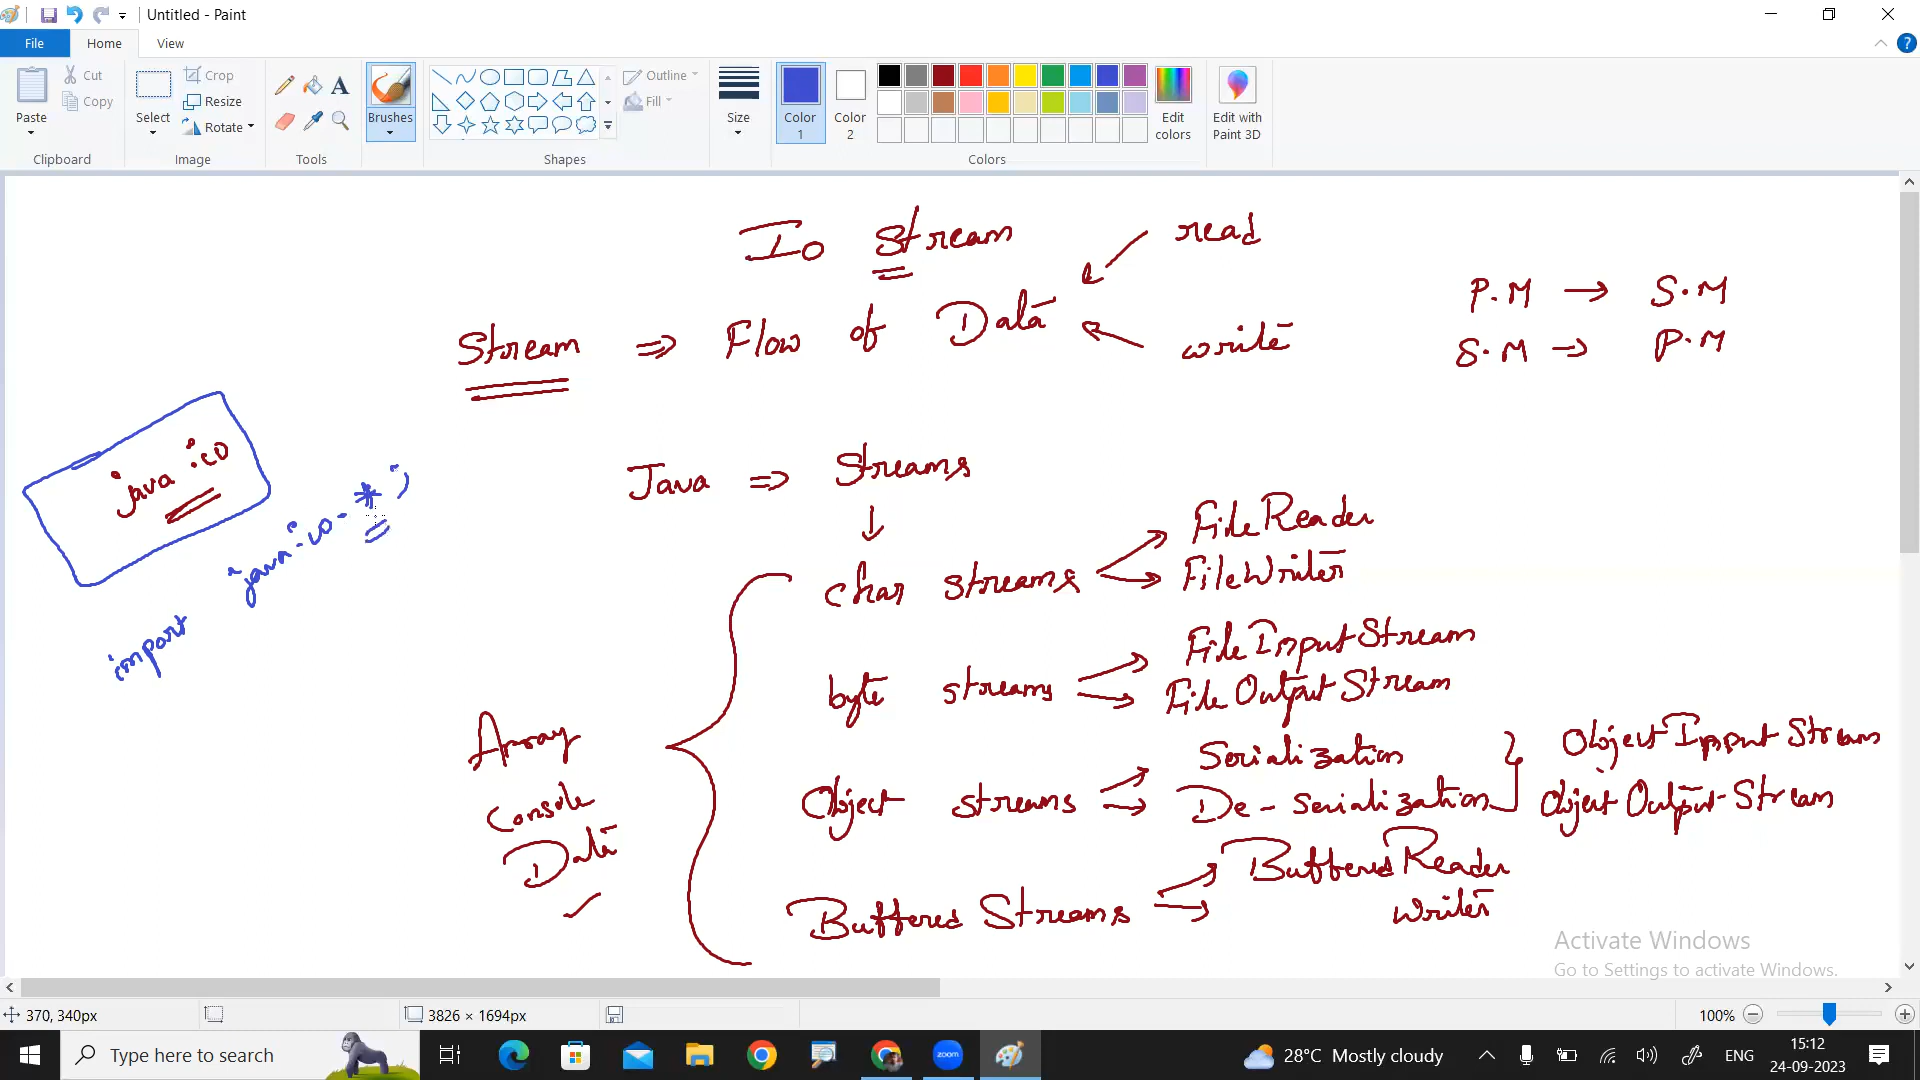 Untitled - Paint
File Home View
Paste
Cut
Copy
Clipboard
Select
Crop
Resize
Rotate
Image
Tools
Brushes
Shapes
Outline
Fill
Size
Color 1
Color 2
Edit colors
Colors
Edit with Paint 3D
Io Stream
read
Stream ⇒ Flow of Data
write
P.M → S.M
S.M → P.M
java.io
import java.io.*;
Java ⇒ Streams
char streams
FileReader
FileWriter
byte streams
FileInputStream
FileOutputStream
Array
Console
Data
Object streams
Serialization
De-serialization
ObjectInputStream
ObjectOutputStream
Buffered Streams
BufferedReader
Writer
Activate Windows
Go to Settings to activate Windows.
370, 340px
3826 × 1694px
100%
Type here to search
zoom
28°C Mostly cloudy
ENG
15:12
24-09-2023